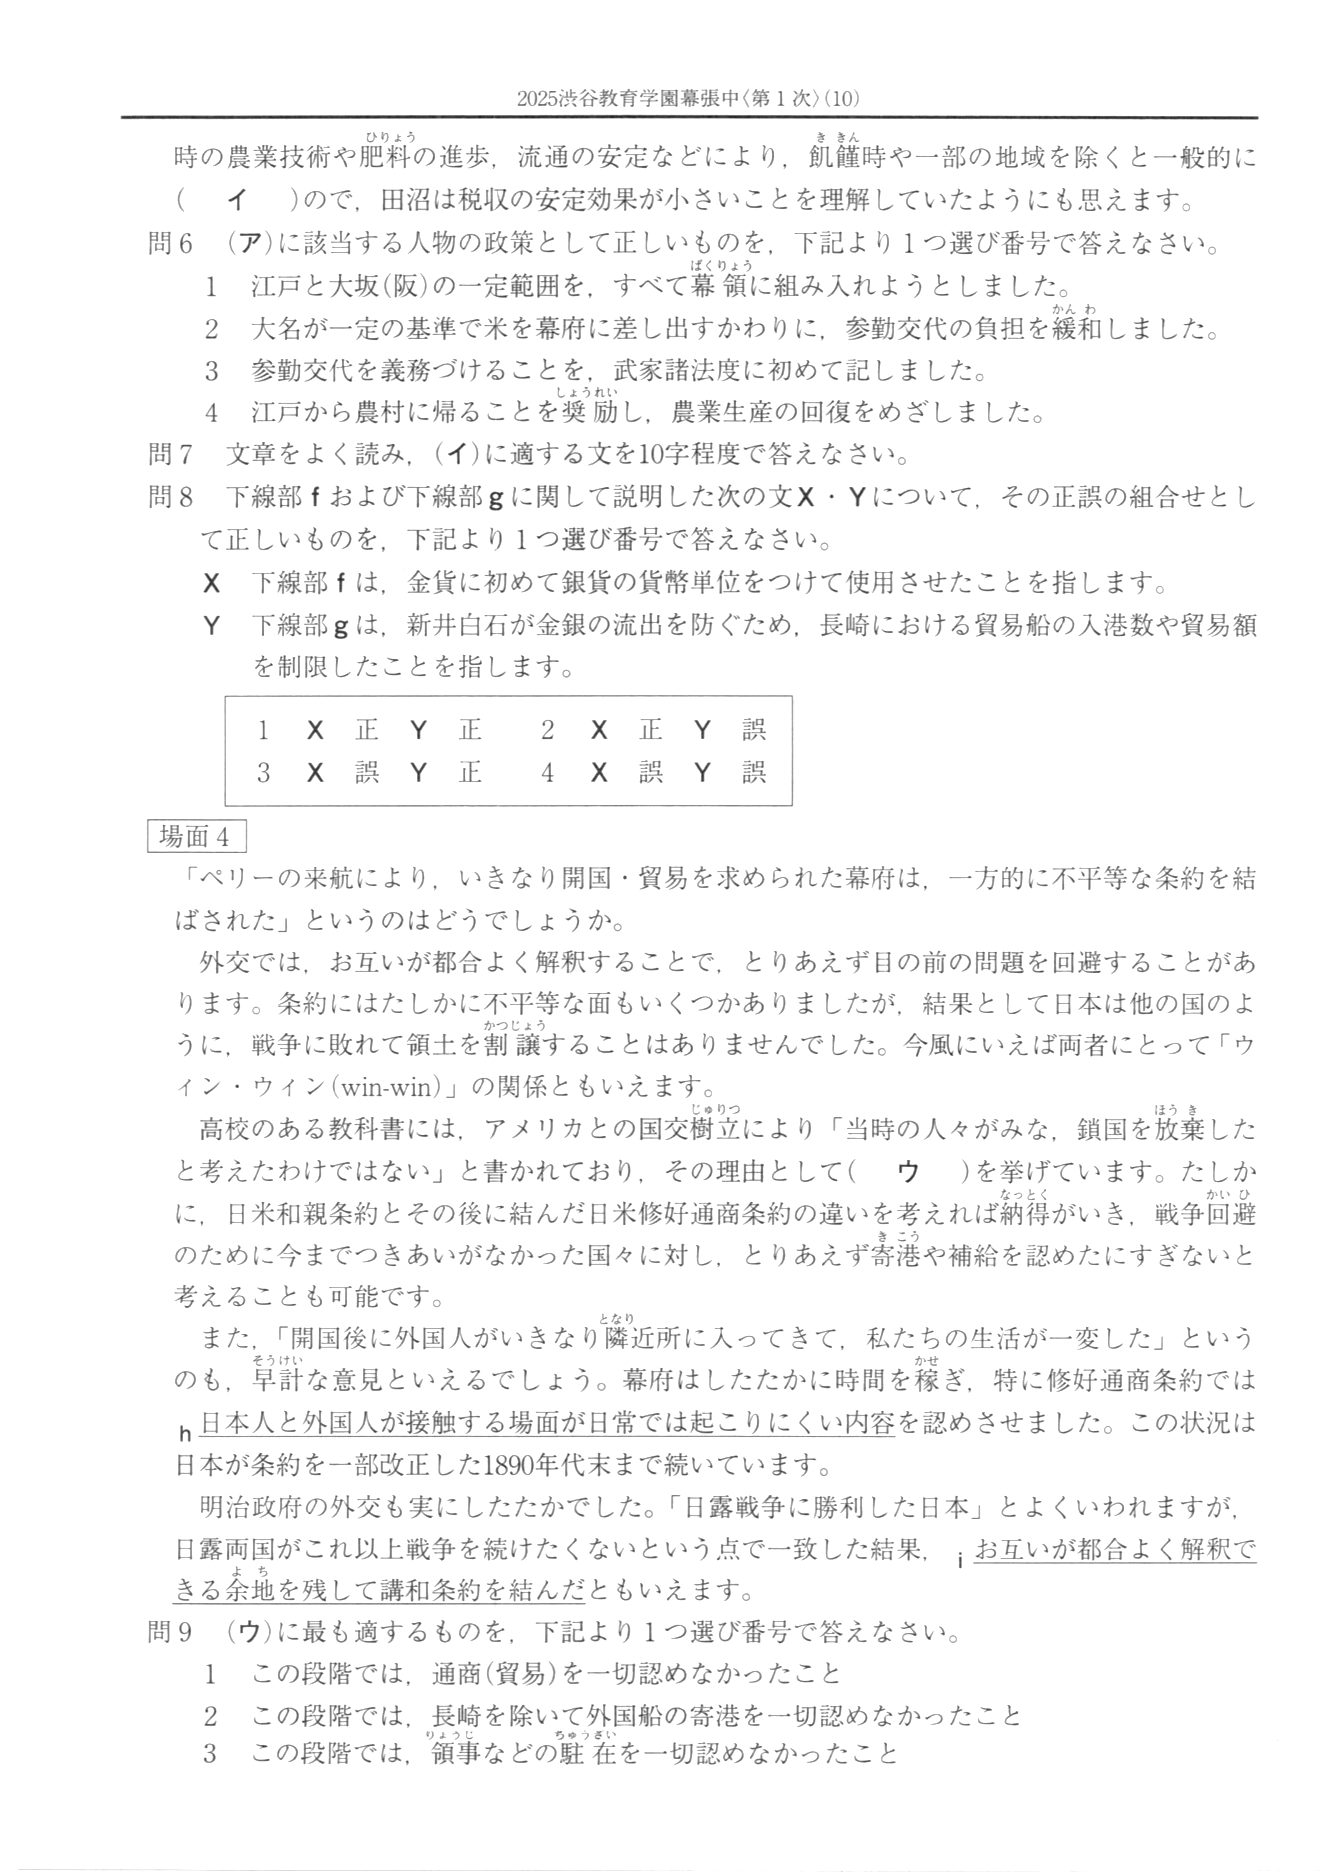 2025渋谷教育学園幕張中〈第1次〉(10)
時の農業技術や肥料の進歩，流通の安定などにより，飢饉時や一部の地域を除くと一般的に
(　イ　)ので，田沼は税収の安定効果が小さいことを理解していたようにも思えます。
問6　(ア)に該当する人物の政策として正しいものを，下記より1つ選び番号で答えなさい。
1　江戸と大坂(阪)の一定範囲を，すべて幕領に組み入れようとしました。
2　大名が一定の基準で米を幕府に差し出すかわりに，参勤交代の負担を緩和しました。
3　参勤交代を義務づけることを，武家諸法度に初めて記しました。
4　江戸から農村に帰ることを奨励し，農業生産の回復をめざしました。
問7　文章をよく読み，(イ)に適する文を10字程度で答えなさい。
問8　下線部fおよび下線部gに関して説明した次の文X・Yについて，その正誤の組合せとし
て正しいものを，下記より1つ選び番号で答えなさい。
X　下線部fは，金貨に初めて銀貨の貨幣単位をつけて使用させたことを指します。
Y　下線部gは，新井白石が金銀の流出を防ぐため，長崎における貿易船の入港数や貿易額
を制限したことを指します。
1　X　正　Y　正　　2　X　正　Y　誤
3　X　誤　Y　正　　4　X　誤　Y　誤
場面4
「ペリーの来航により，いきなり開国・貿易を求められた幕府は，一方的に不平等な条約を結
ばされた」というのはどうでしょうか。
外交では，お互いが都合よく解釈することで，とりあえず目の前の問題を回避することがあ
ります。条約にはたしかに不平等な面もいくつかありましたが，結果として日本は他の国のよ
うに，戦争に敗れて領土を割譲することはありませんでした。今風にいえば両者にとって「ウ
ィン・ウィン(win-win)」の関係ともいえます。
高校のある教科書には，アメリカとの国交樹立により「当時の人々がみな，鎖国を放棄した
と考えたわけではない」と書かれており，その理由として(　ウ　)を挙げています。たしか
に，日米和親条約とその後に結んだ日米修好通商条約の違いを考えれば納得がいき，戦争回避
のために今までつきあいがなかった国々に対し，とりあえず寄港や補給を認めたにすぎないと
考えることも可能です。
また，「開国後に外国人がいきなり隣近所に入ってきて，私たちの生活が一変した」という
のも，早計な意見といえるでしょう。幕府はしたたかに時間を稼ぎ，特に修好通商条約では
h日本人と外国人が接触する場面が日常では起こりにくい内容を認めさせました。この状況は
日本が条約を一部改正した1890年代末まで続いています。
明治政府の外交も実にしたたかでした。「日露戦争に勝利した日本」とよくいわれますが，
日露両国がこれ以上戦争を続けたくないという点で一致した結果，iお互いが都合よく解釈で
きる余地を残して講和条約を結んだともいえます。
問9　(ウ)に最も適するものを，下記より1つ選び番号で答えなさい。
1　この段階では，通商(貿易)を一切認めなかったこと
2　この段階では，長崎を除いて外国船の寄港を一切認めなかったこと
3　この段階では，領事などの駐在を一切認めなかったこと